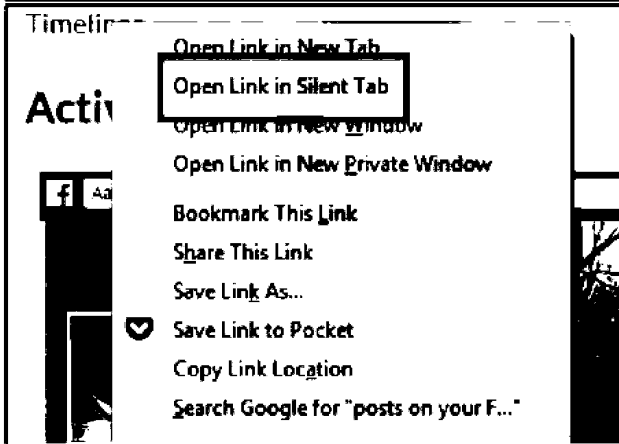 Open Link in New Tab
Open Link in Silent Tab
Open Link in New Window
Open Link in New Private Window
Bookmark This Link
Share This Link
Save Link As...
Save Link to Pocket
Copy Link Location
Search Google for "posts on your F..."